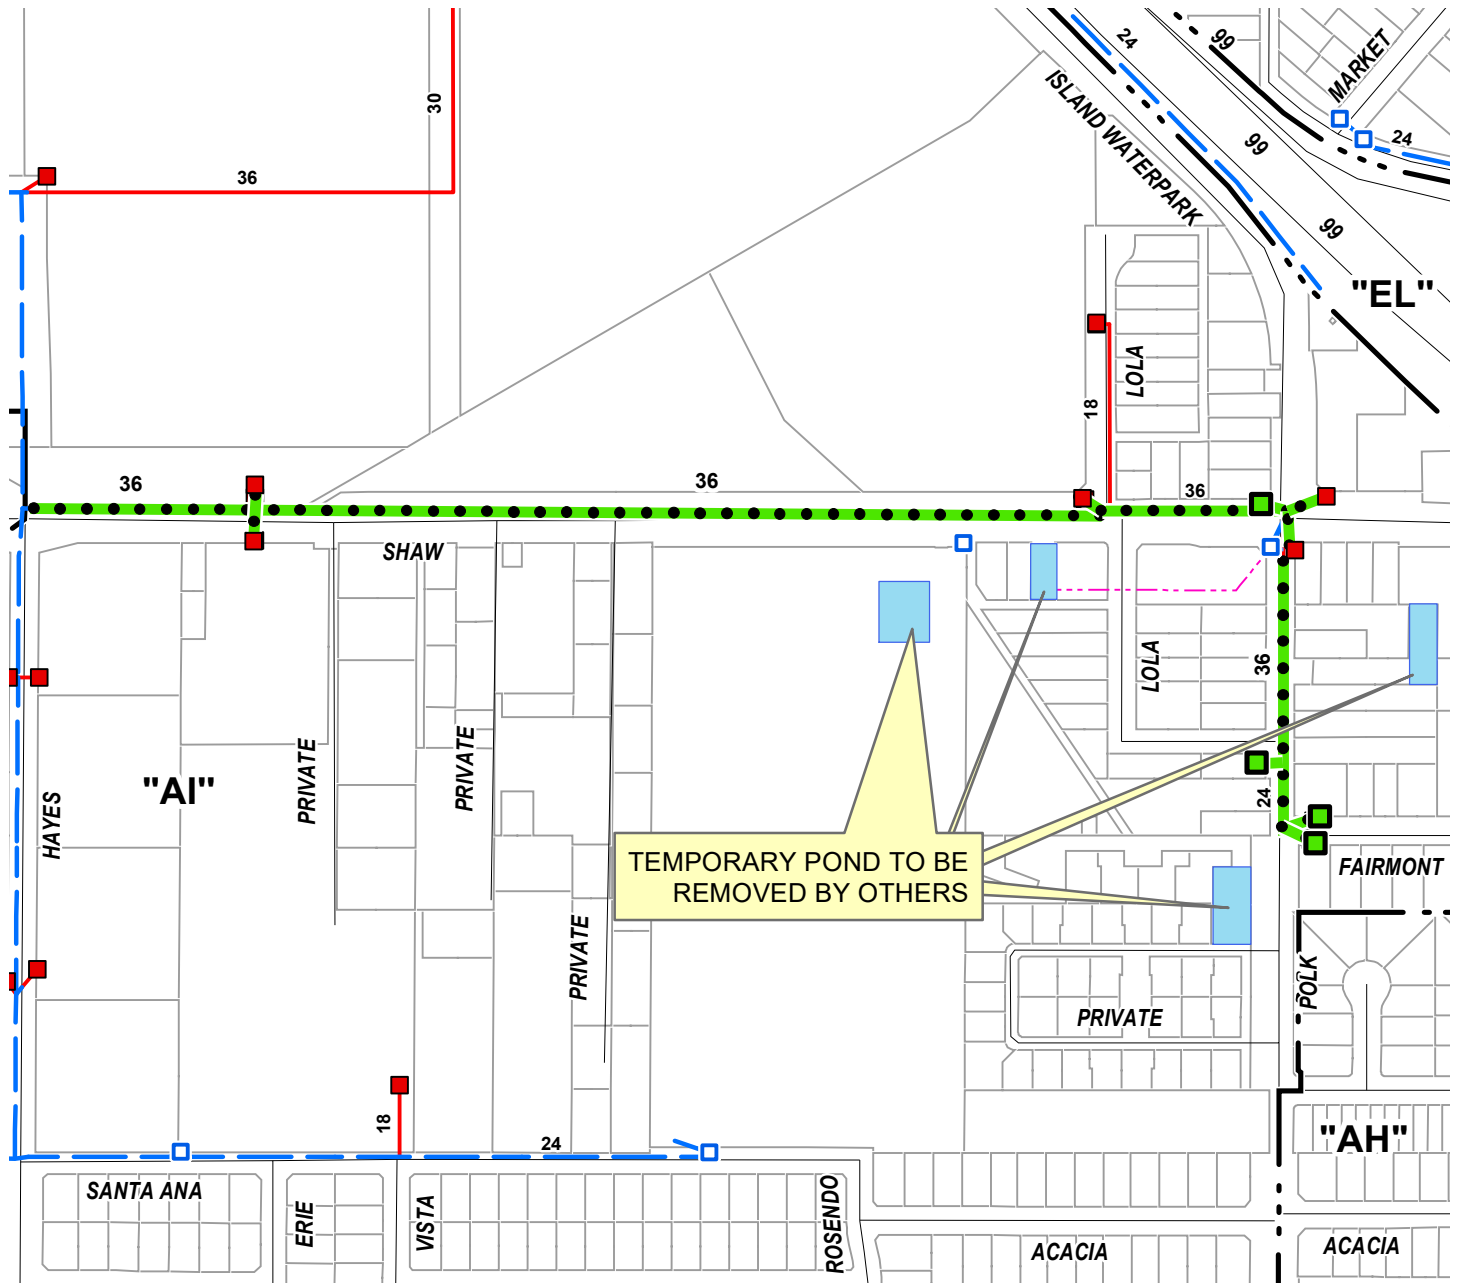 24
99
MARKET
30
ISLAND WATERPARK
24
99
36
99
"EL"
LOLA
18
36
36
36
SHAW
LOLA
36
PRIVATE
PRIVATE
"AI"
24
HAYES
TEMPORARY POND TO BE
REMOVED BY OTHERS
FAIRMONT
PRIVATE
POLK
PRIVATE
18
24
"AH"
SANTA ANA
ERIE
VISTA
ROSENDO
ACACIA
ACACIA